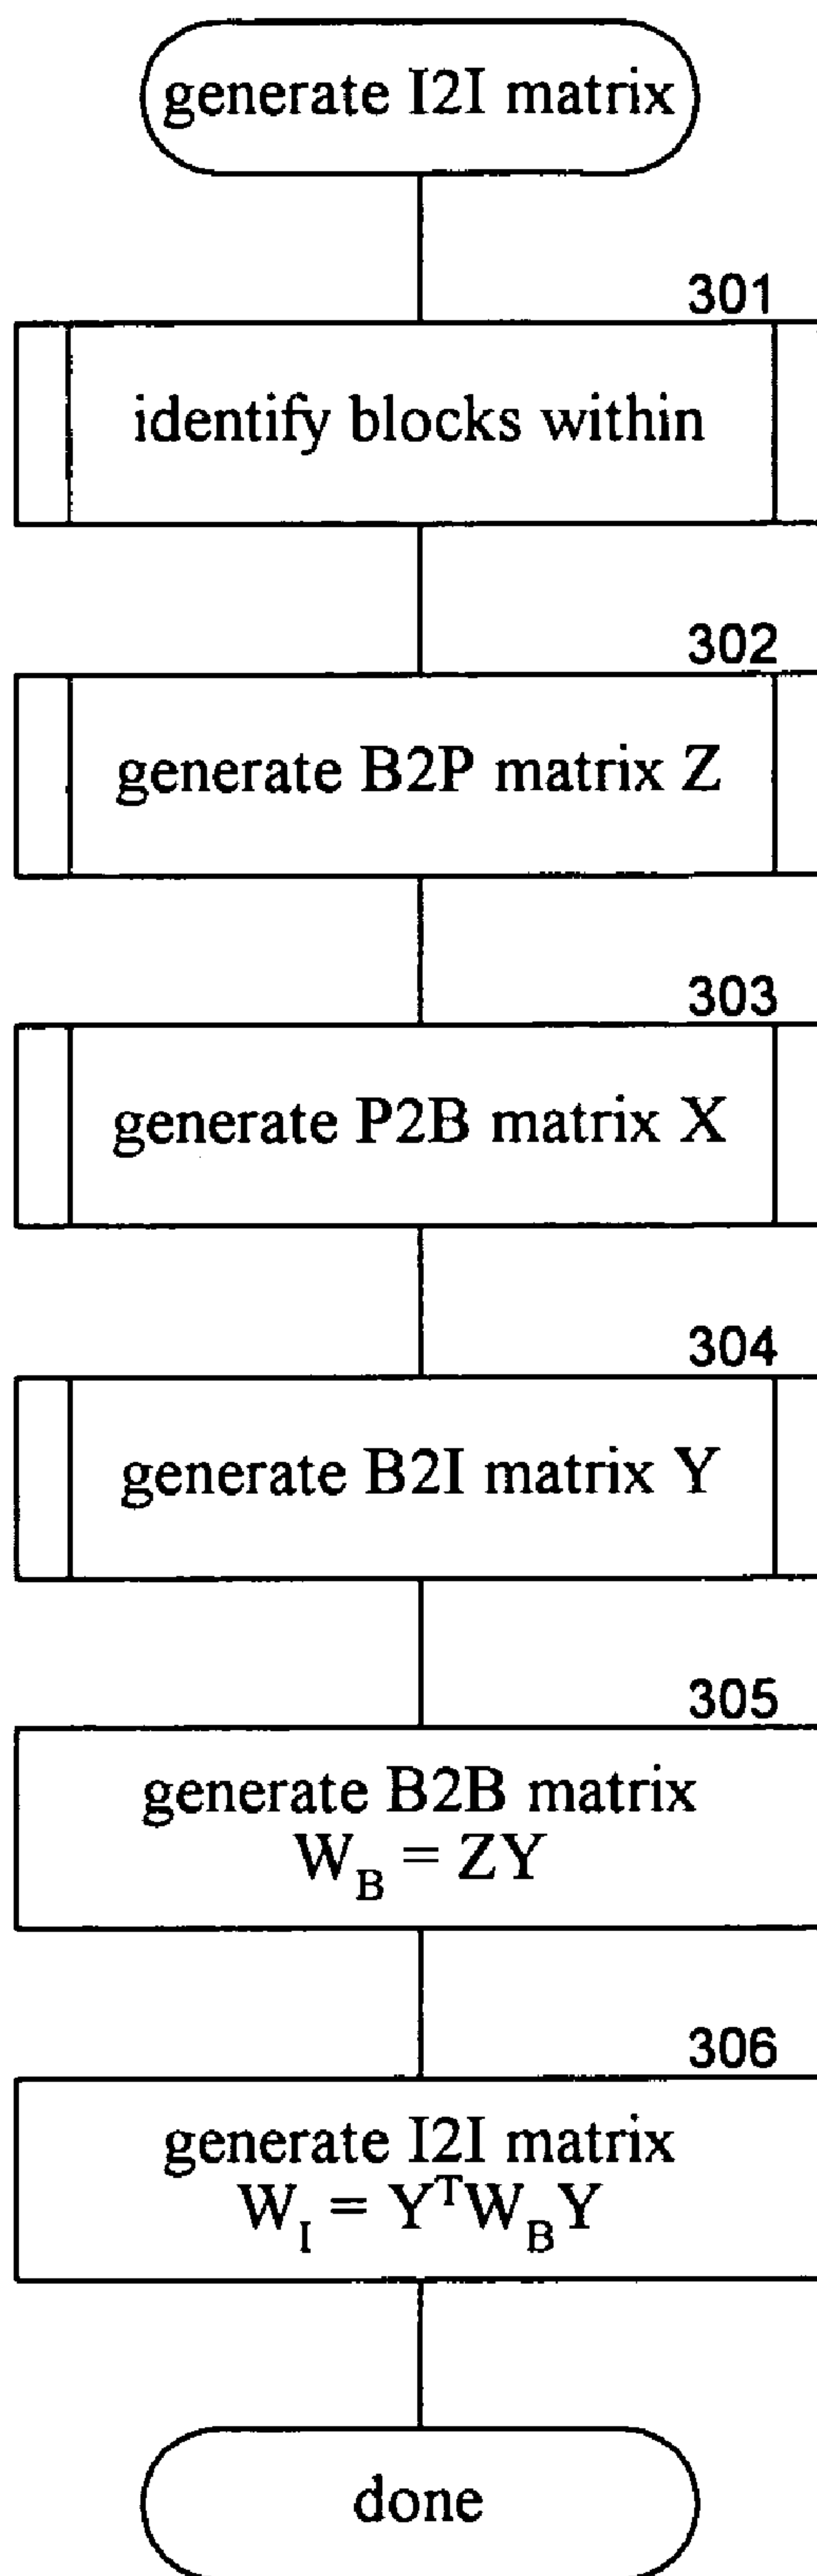 generate I2I matrix
301
identify blocks within
302
generate B2P matrix Z
303
generate P2B matrix X
304
generate B2I matrix Y
305
generate B2B matrix
W_B = ZY
306
generate I2I matrix
W_I = Y^T W_B Y
done